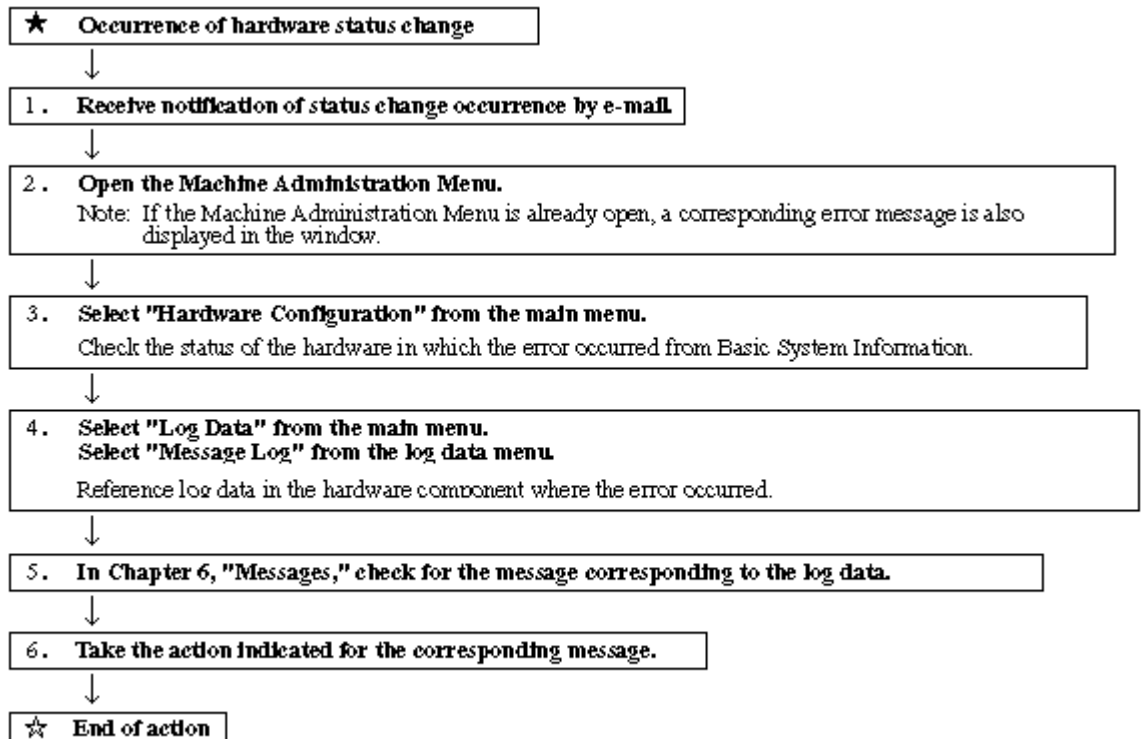 ★ Occurrence of hardware status change
↓
1. Receive notification of status change occurrence by e-mail.
↓
2. Open the Machine Administration Menu.
Note: If the Machine Administration Menu is already open, a corresponding error message is also
displayed in the window.
↓
3. Select "Hardware Configuration" from the main menu.
Check the status of the hardware in which the error occurred from Basic System Information.
↓
4. Select "Log Data" from the main menu.
Select "Message Log" from the log data menu.
Reference log data in the hardware component where the error occurred.
↓
5. In Chapter 6, "Messages," check for the message corresponding to the log data.
↓
6. Take the action indicated for the corresponding message.
↓
☆ End of action